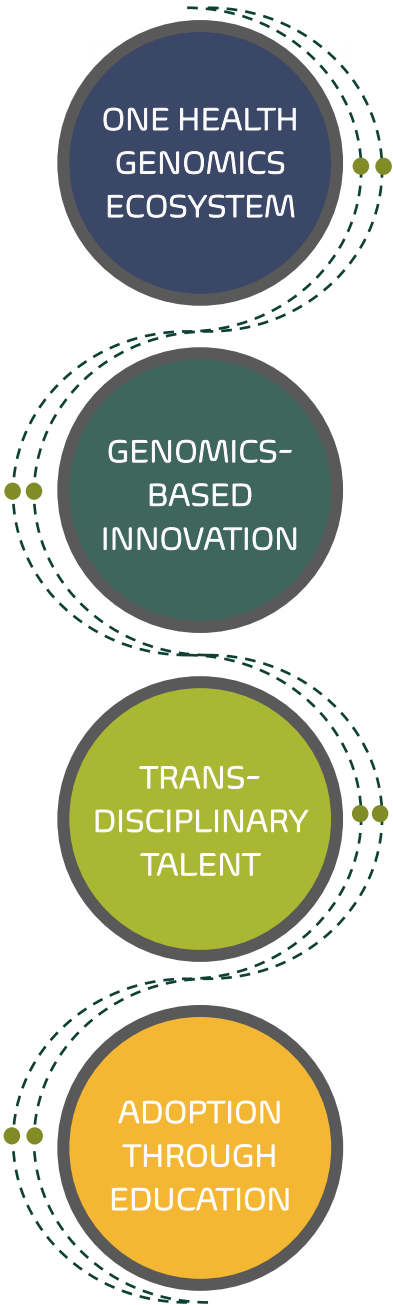 ONE HEALTH
GENOMICS
ECOSYSTEM
GENOMICS-
BASED
INNOVATION
TRANS-
DISCIPLINARY
TALENT
ADOPTION
THROUGH
EDUCATION